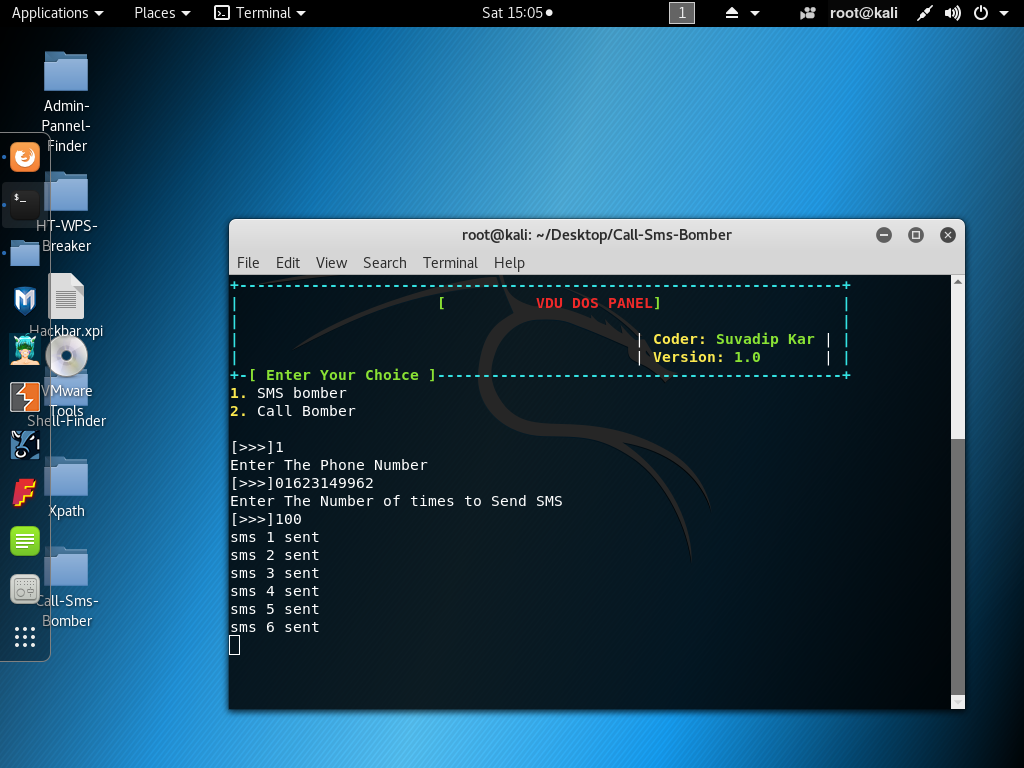 Applications Places Terminal Sat 15:05 1 root@kali
Admin-
Pannel-
Finder
HT-WPS-
Breaker
Hackbar.xpi
VMware
Tools
Shell-Finder
Xpath
Call-Sms-
Bomber
root@kali: ~/Desktop/Call-Sms-Bomber
File Edit View Search Terminal Help
+-------------------------------------------------------------------+
| [ VDU DOS PANEL] |
| |
| | Coder: Suvadip Kar | |
| | Version: 1.0 | |
+-[ Enter Your Choice ]---------------------------------------------+
1. SMS bomber
2. Call Bomber
[>>>]1
Enter The Phone Number
[>>>]01623149962
Enter The Number of times to Send SMS
[>>>]100
sms 1 sent
sms 2 sent
sms 3 sent
sms 4 sent
sms 5 sent
sms 6 sent